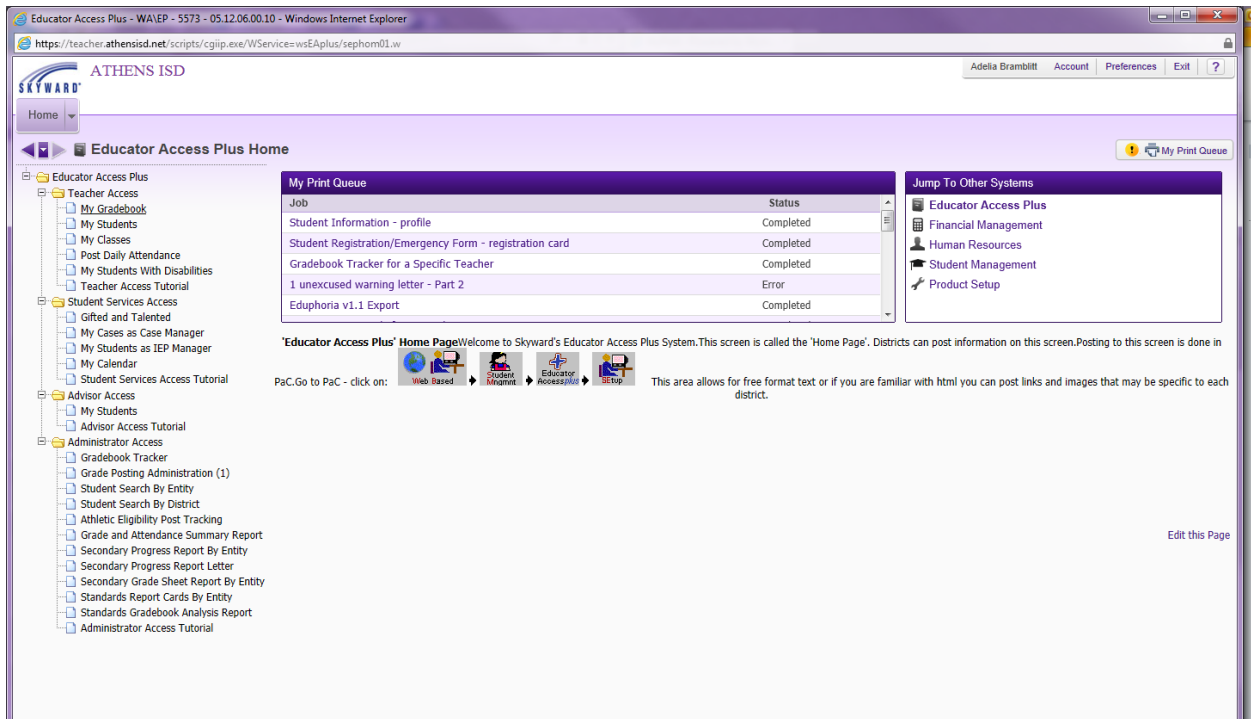 Educator Access Plus - WA\EP - 5573 - 05.12.06.00.10 - Windows Internet Explorer
https://teacher.athensisd.net/scripts/cgiip.exe/WService=wsEAplus/sephom01.w
SKYWARD
ATHENS ISD
Adelia Bramblitt Account Preferences Exit ?
Home
Educator Access Plus Home
My Print Queue
Educator Access Plus
Teacher Access
My Gradebook
My Students
My Classes
Post Daily Attendance
My Students With Disabilities
Teacher Access Tutorial
Student Services Access
Gifted and Talented
My Cases as Case Manager
My Students as IEP Manager
My Calendar
Student Services Access Tutorial
Advisor Access
My Students
Advisor Access Tutorial
Administrator Access
Gradebook Tracker
Grade Posting Administration (1)
Student Search By Entity
Student Search By District
Athletic Eligibility Post Tracking
Grade and Attendance Summary Report
Secondary Progress Report By Entity
Secondary Progress Report Letter
Secondary Grade Sheet Report By Entity
Standards Report Cards By Entity
Standards Gradebook Analysis Report
Administrator Access Tutorial
My Print Queue
Job Status
Student Information - profile Completed
Student Registration/Emergency Form - registration card Completed
Gradebook Tracker for a Specific Teacher Completed
1 unexcused warning letter - Part 2 Error
Eduphoria v1.1 Export Completed
Jump To Other Systems
Educator Access Plus
Financial Management
Human Resources
Student Management
Product Setup
'Educator Access Plus' Home PageWelcome to Skyward's Educator Access Plus System.This screen is called the 'Home Page'. Districts can post information on this screen.Posting to this screen is done in
PaC.Go to PaC - click on: Web Based Student Mngmnt Educator Accessplus SEtup This area allows for free format text or if you are familiar with html you can post links and images that may be specific to each
district.
Edit this Page